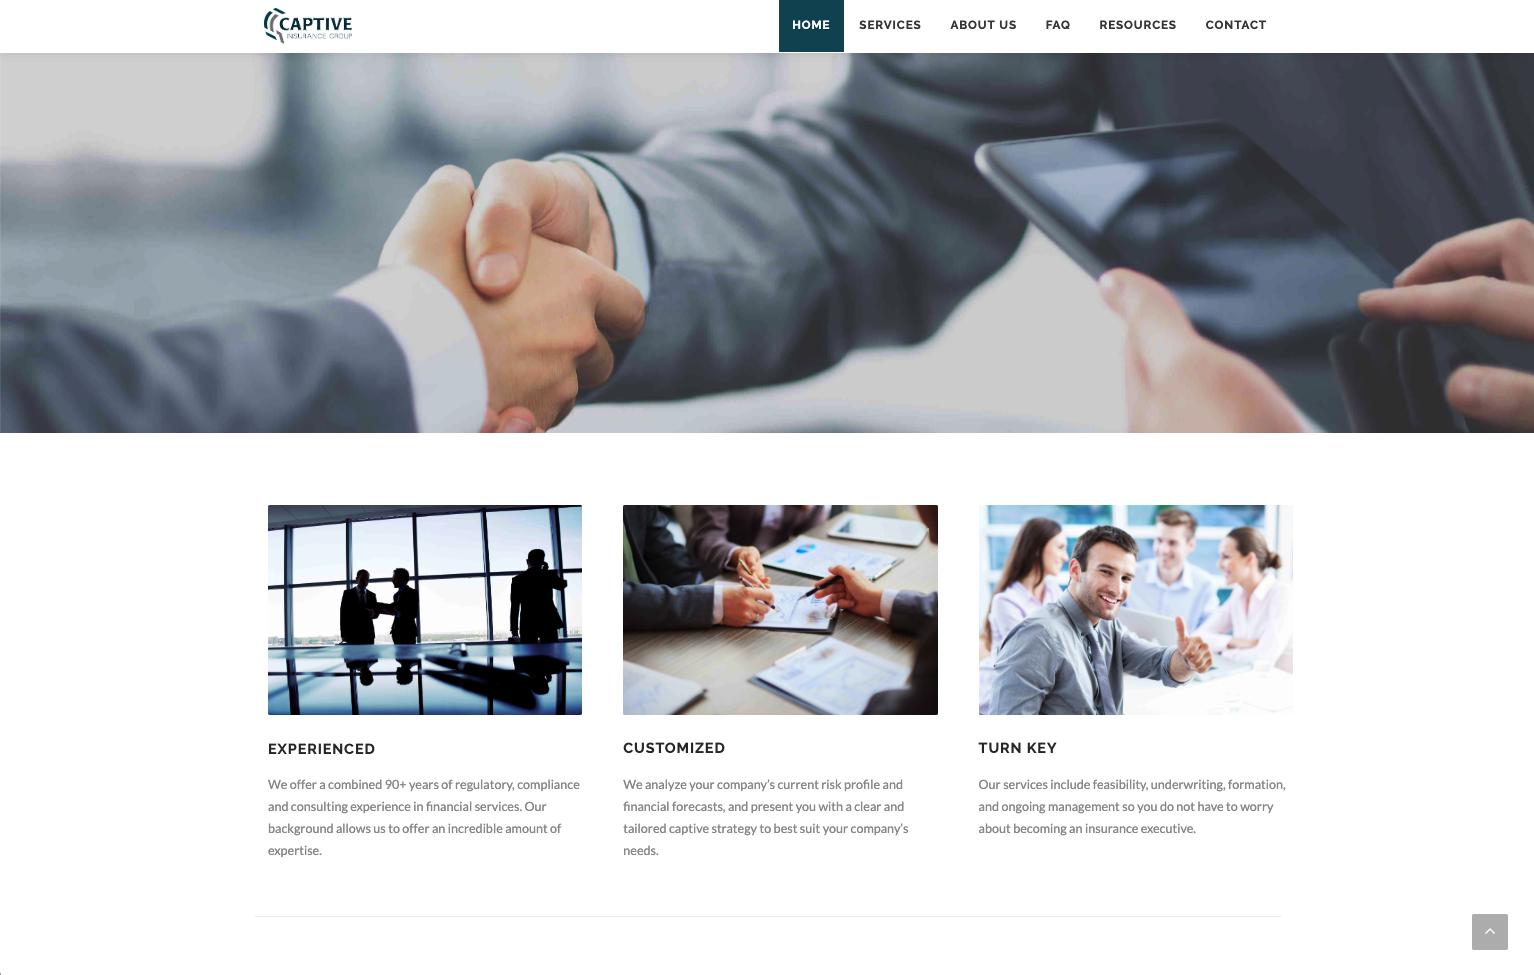 CAPTIVE
INSURANCE GROUP
HOME SERVICES ABOUT US FAQ RESOURCES CONTACT
EXPERIENCED
We offer a combined 90+ years of regulatory, compliance
and consulting experience in financial services. Our
background allows us to offer an incredible amount of
expertise.
CUSTOMIZED
We analyze your company's current risk profile and
financial forecasts, and present you with a clear and
tailored captive strategy to best suit your company's
needs.
TURN KEY
Our services include feasibility, underwriting, formation,
and ongoing management so you do not have to worry
about becoming an insurance executive.